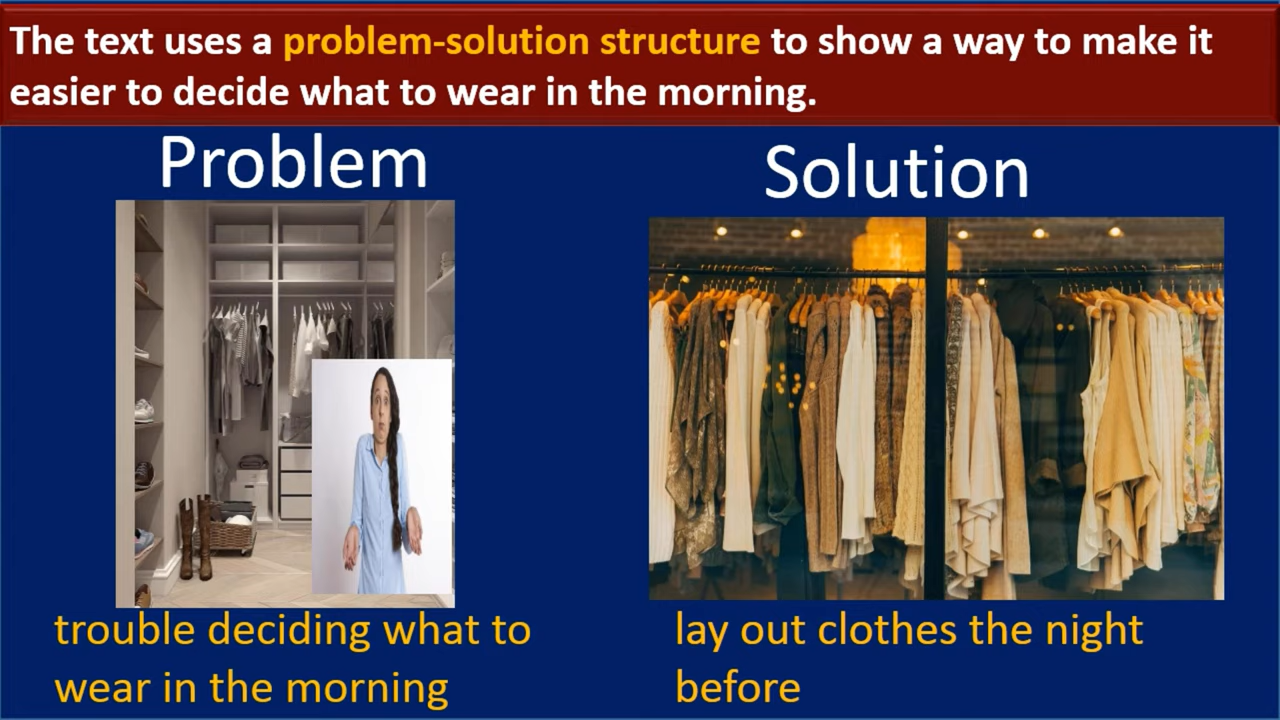 The text uses a problem-solution structure to show a way to make it
easier to decide what to wear in the morning.
Problem
Solution
trouble deciding what to
wear in the morning
lay out clothes the night
before